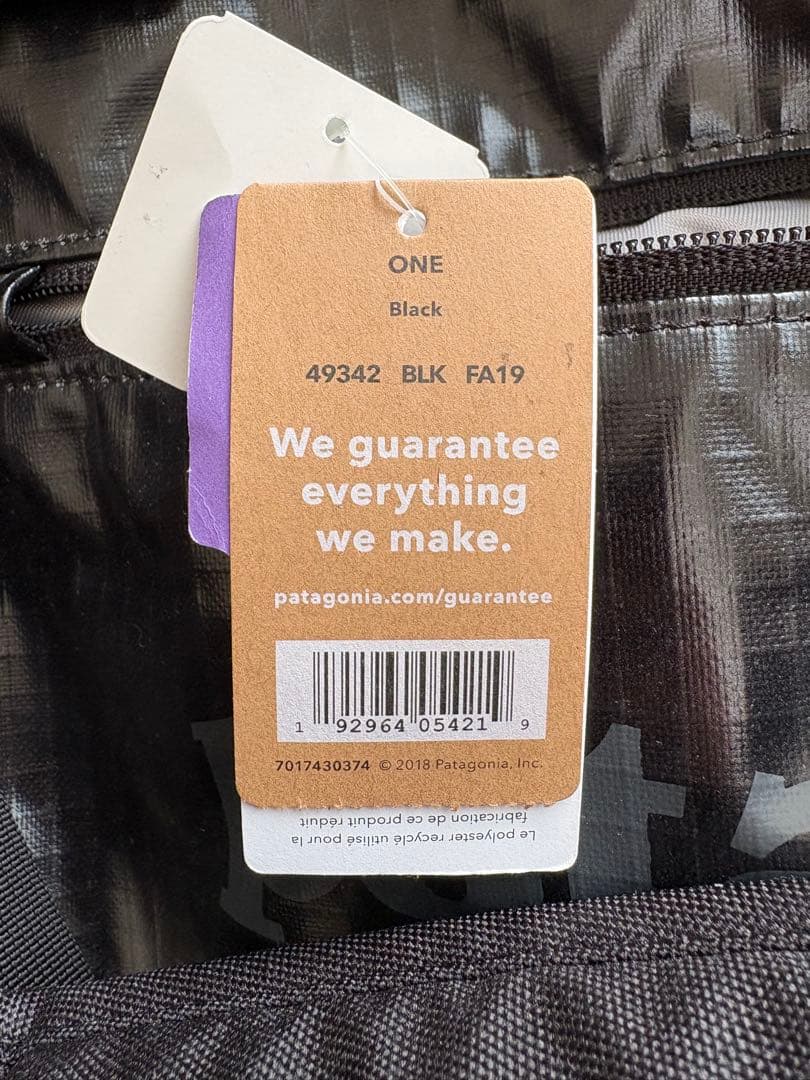 ONE
Black
49342 BLK FA19
We guarantee
everything
we make.
patagonia.com/guarantee
1 92964 05421 9
7017430374 © 2018 Patagonia, Inc.
Le polyester recyclé utilisé pour la
fabrication de ce produit réduit